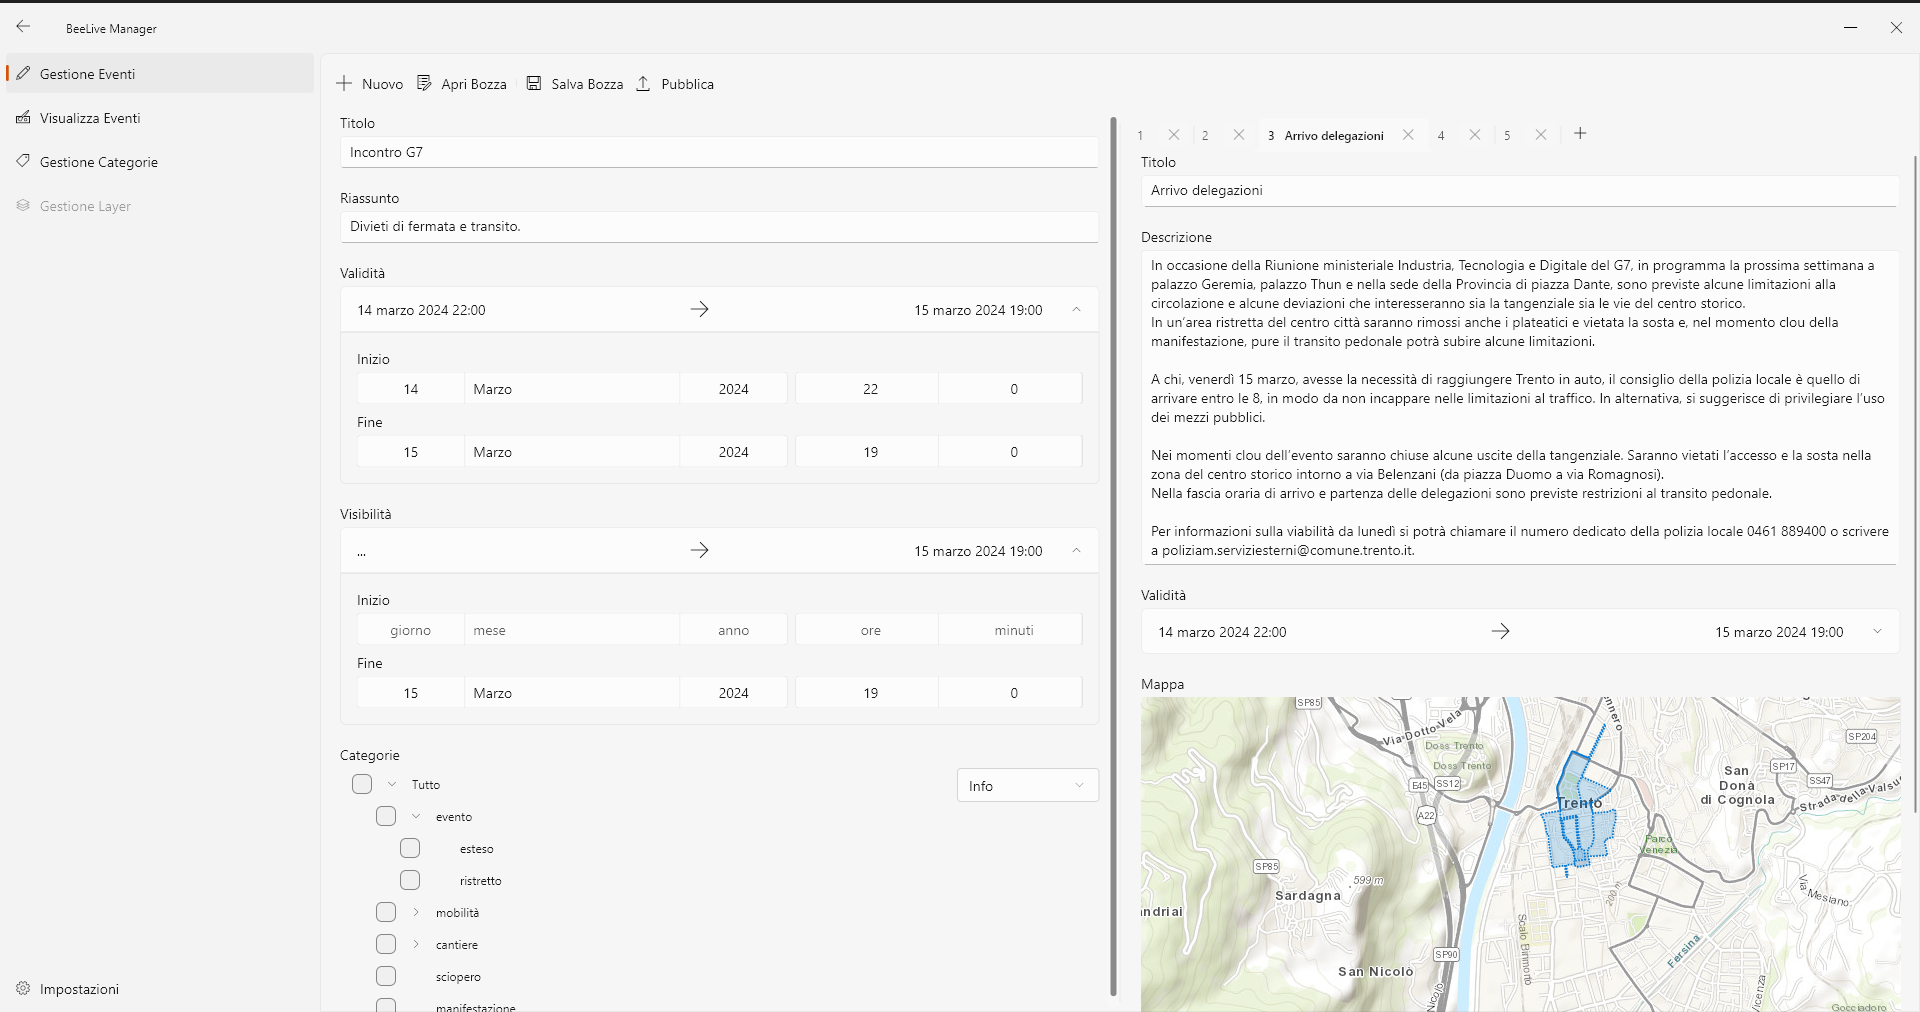 BeeLive Manager
Gestione Eventi
Visualizza Eventi
Gestione Categorie
Gestione Layer
Impostazioni
Nuovo Apri Bozza Salva Bozza Pubblica
Titolo
Incontro G7
Riassunto
Divieti di fermata e transito.
Validità
14 marzo 2024 22:00 15 marzo 2024 19:00
Inizio
14 Marzo 2024 22 0
Fine
15 Marzo 2024 19 0
Visibilità
... 15 marzo 2024 19:00
Inizio
giorno mese anno ore minuti
Fine
15 Marzo 2024 19 0
Categorie
Tutto
Info
evento
esteso
ristretto
mobilità
cantiere
sciopero
manifestazione
1 2 3 Arrivo delegazioni 4 5
Titolo
Arrivo delegazioni
Descrizione
In occasione della Riunione ministeriale Industria, Tecnologia e Digitale del G7, in programma la prossima settimana a
palazzo Geremia, palazzo Thun e nella sede della Provincia di piazza Dante, sono previste alcune limitazioni alla
circolazione e alcune deviazioni che interesseranno sia la tangenziale sia le vie del centro storico.
In un'area ristretta del centro città saranno rimossi anche i plateatici e vietata la sosta e, nel momento clou della
manifestazione, pure il transito pedonale potrà subire alcune limitazioni.
A chi, venerdì 15 marzo, avesse la necessità di raggiungere Trento in auto, il consiglio della polizia locale è quello di
arrivare entro le 8, in modo da non incappare nelle limitazioni al traffico. In alternativa, si suggerisce di privilegiare l'uso
dei mezzi pubblici.
Nei momenti clou dell'evento saranno chiuse alcune uscite della tangenziale. Saranno vietati l'accesso e la sosta nella
zona del centro storico intorno a via Belenzani (da piazza Duomo a via Romagnosi).
Nella fascia oraria di arrivo e partenza delle delegazioni sono previste restrizioni al transito pedonale.
Per informazioni sulla viabilità da lunedì si potrà chiamare il numero dedicato della polizia locale 0461 889400 o scrivere
a poliziam.serviziesterni@comune.trento.it.
Validità
14 marzo 2024 22:00 15 marzo 2024 19:00
Mappa
SP85
Via Dotto Vela
nnero
SP204
Doss Trento
Doss Trento
E45 SS12
San
Donà
di Cognola
SP17
SS47
Strada della Valsu
Trento
A22
Parco
Venezia
SP85
599 m
Sardagna
200 m
Via Mesiano
ndriai
Scalo Filzi
Fersina
SP90
San Nicolò
Nicolò
Vicenza
Gocciadoro